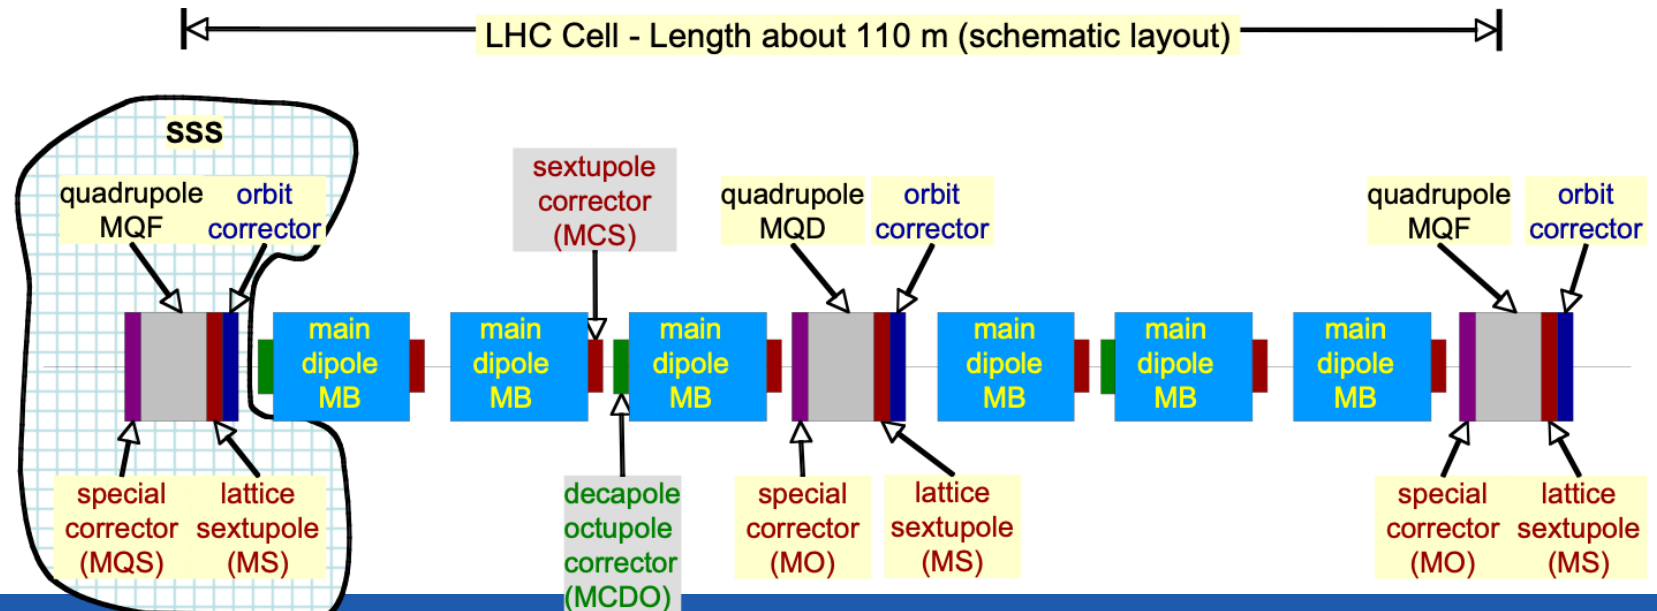 LHC Cell - Length about 110 m (schematic layout)
SSS
quadrupole
MQF
orbit
corrector
sextupole
corrector
(MCS)
quadrupole
MQD
orbit
corrector
quadrupole
MQF
orbit
corrector
main
dipole
MB
main
dipole
MB
main
dipole
MB
main
dipole
MB
main
dipole
MB
main
dipole
MB
special
corrector
(MQS)
lattice
sextupole
(MS)
decapole
octupole
corrector
(MCDO)
special
corrector
(MO)
lattice
sextupole
(MS)
special
corrector
(MO)
lattice
sextupole
(MS)